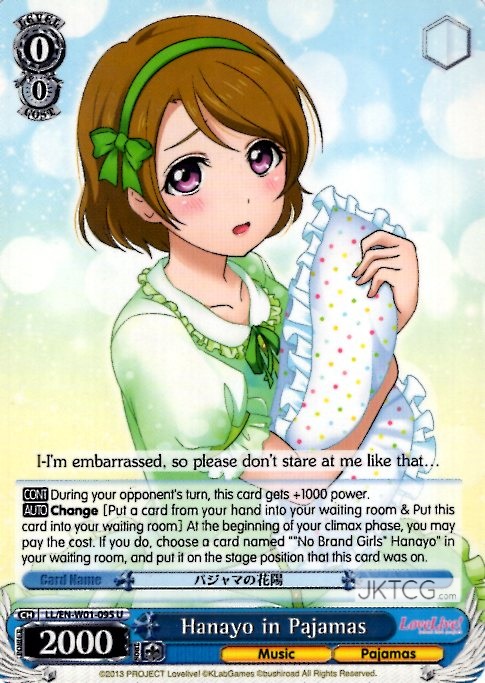 LEVEL
0
0
COST
I-I'm embarrassed, so please don't stare at me like that...
CONT During your opponent's turn, this card gets +1000 power.
AUTO Change [Put a card from your hand into your waiting room & Put this
card into your waiting room] At the beginning of your climax phase, you may
pay the cost. If you do, choose a card named ""No Brand Girls" Hanayo" in
your waiting room, and put it on the stage position that this card was on.
Card Name パジャマの花陽
JKTCG.com
CH LL/EN-W01-095 U
POWER 2000 Hanayo in Pajamas LoveLive!
Music Pajamas
©2013 PROJECT Lovelive! ©KLabGames ©bushiroad All Rights Reserved.